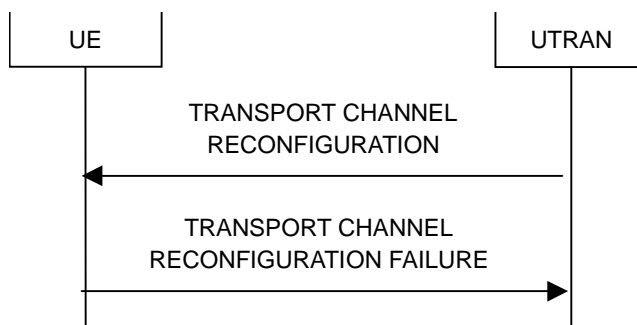 UE
UTRAN
TRANSPORT CHANNEL
RECONFIGURATION
TRANSPORT CHANNEL
RECONFIGURATION FAILURE